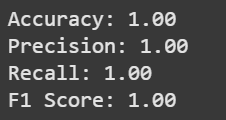 Accuracy: 1.00
Precision: 1.00
Recall: 1.00
F1 Score: 1.00